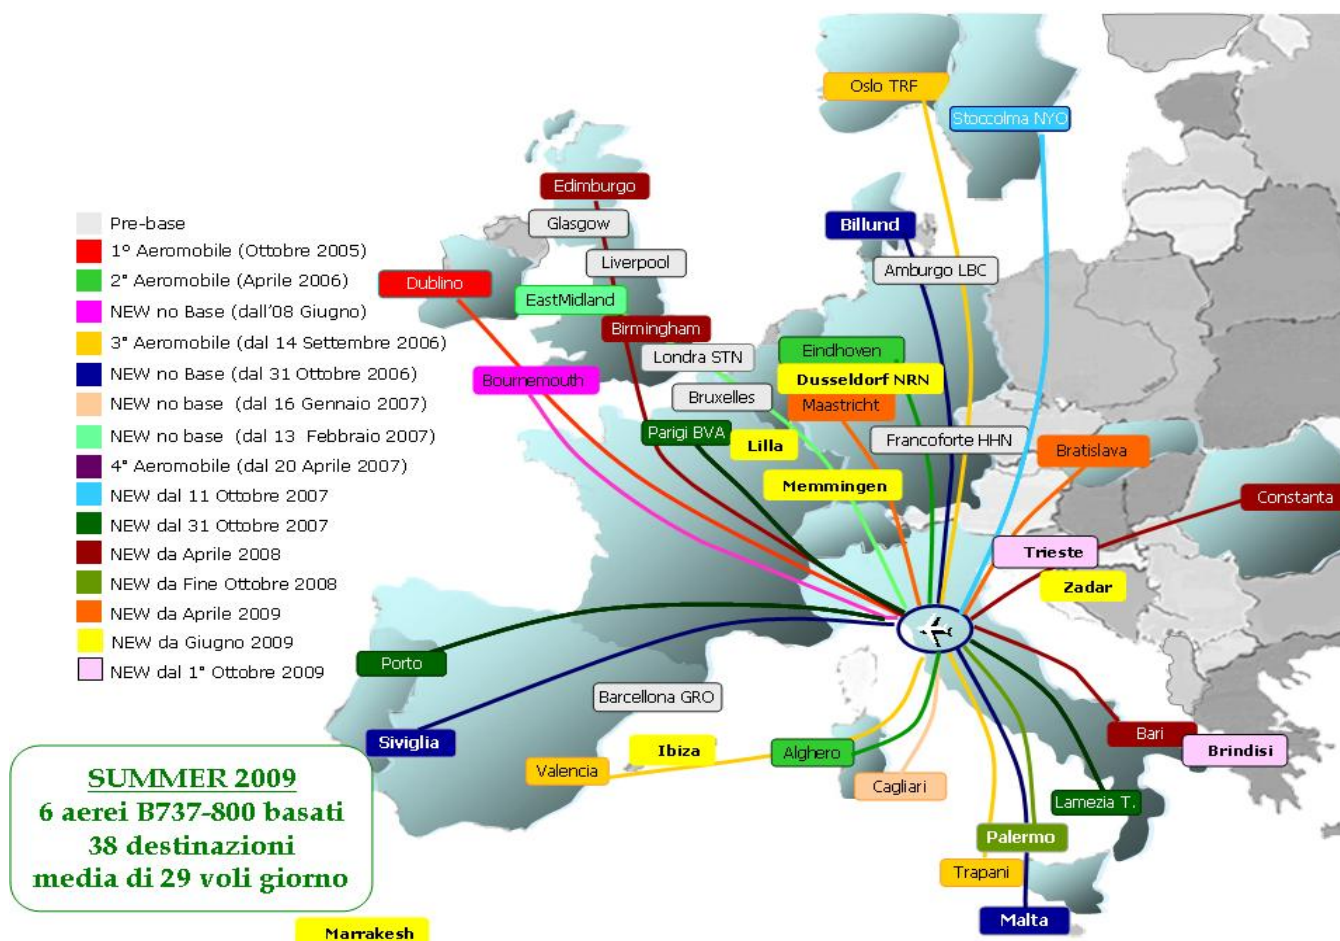 Oslo TRF
Stoccolma NYO
Edimburgo
Glasgow
Billund
Liverpool
Amburgo LBC
Dublino
EastMidland
Birmingham
Londra STN
Eindhoven
Dusseldorf NRN
Bournemouth
Bruxelles
Maastricht
Parigi BVA
Lilla
Francoforte HHN
Bratislava
Memmingen
Constanta
Trieste
Zadar
Porto
Barcellona GRO
Siviglia
Ibiza
Alghero
Valencia
Cagliari
Bari
Brindisi
Lamezia T.
Palermo
Trapani
Malta
Marrakesh
Pre-base
1º Aeromobile (Ottobre 2005)
2° Aeromobile (Aprile 2006)
NEW no Base (dall'08 Giugno)
3° Aeromobile (dal 14 Settembre 2006)
NEW no Base (dal 31 Ottobre 2006)
NEW no base (dal 16 Gennaio 2007)
NEW no base (dal 13 Febbraio 2007)
4° Aeromobile (dal 20 Aprile 2007)
NEW dal 11 Ottobre 2007
NEW dal 31 Ottobre 2007
NEW da Aprile 2008
NEW da Fine Ottobre 2008
NEW da Aprile 2009
NEW da Giugno 2009
NEW dal 1° Ottobre 2009
SUMMER 2009
6 aerei B737-800 basati
38 destinazioni
media di 29 voli giorno